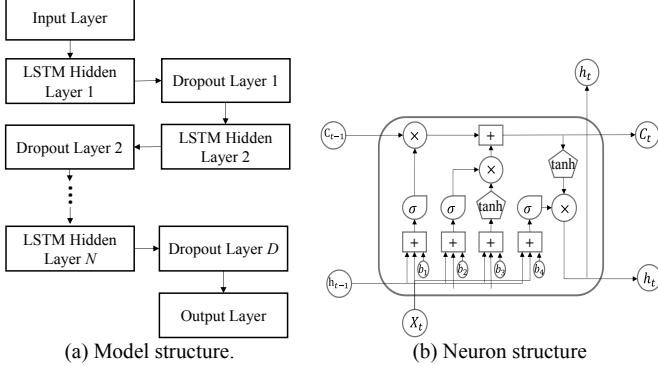 Input Layer
LSTM Hidden
Layer 1
Dropout Layer 1
LSTM Hidden
Layer 2
Dropout Layer 2
LSTM Hidden
Layer N
Dropout Layer D
Output Layer
(a) Model structure.
h_t
C_{t-1}
×
+
C_t
tanh
×
tanh
σ
σ
σ
×
+
+
+
+
b_1
b_2
b_3
b_4
h_{t-1}
h_t
X_t
(b) Neuron structure